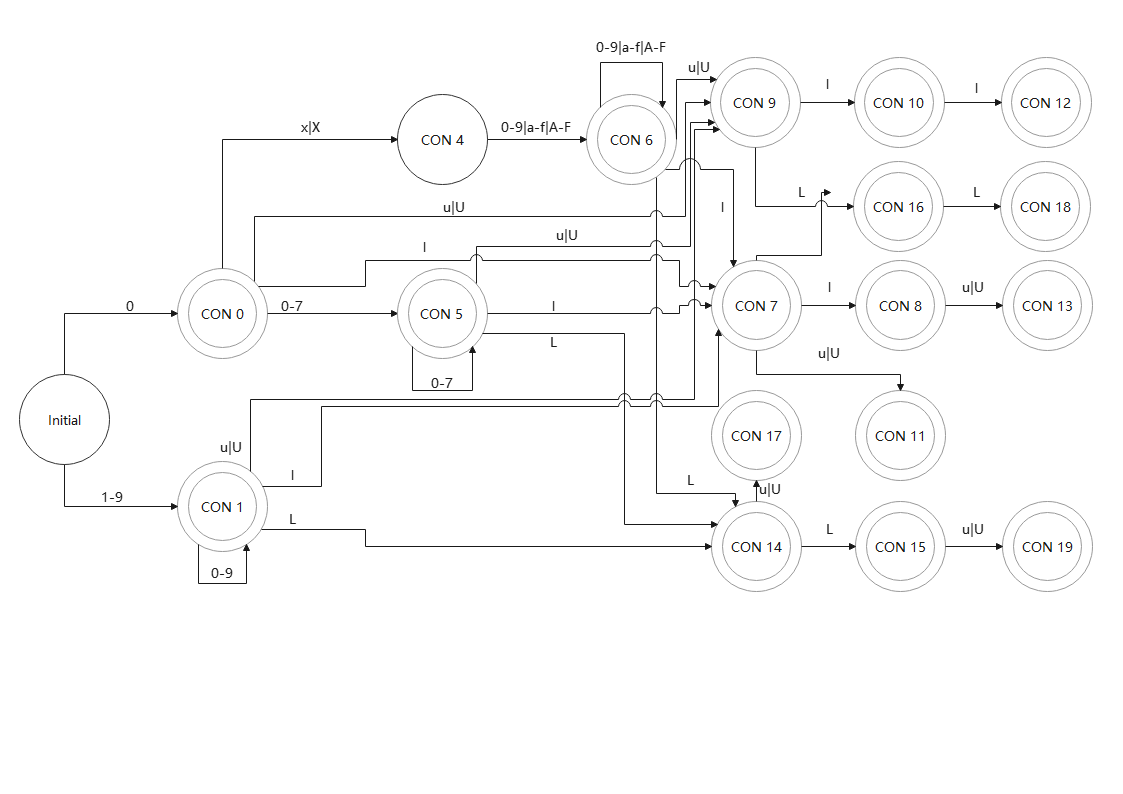 0-9|a-f|A-F
u|U
l
l
CON 9
CON 10
CON 12
x|X
0-9|a-f|A-F
CON 4
CON 6
L
L
u|U
l
CON 16
CON 18
u|U
l
0
0-7
l
l
u|U
CON 0
CON 5
CON 7
CON 8
CON 13
L
u|U
0-7
Initial
CON 17
CON 11
u|U
l
L
u|U
1-9
CON 1
L
L
u|U
CON 14
CON 15
CON 19
0-9